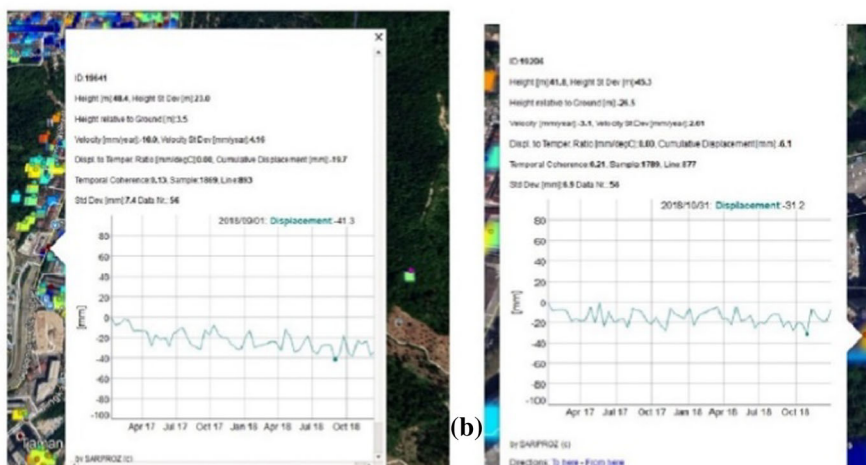 ID:19641
Height [m]:48.4, Height St Dev [m]:23.0
Height relative to Ground [m]:3.5
Velocity [mm/year]:-10.0, Velocity St Dev [mm/year]:4.16
Displ. to Temper. Ratio [mm/degC]:0.00, Cumulative Displacement [mm]:-19.7
Temporal Coherence:0.13, Sample:1869, Line:893
Std Dev [mm]:7.4 Data Nr.: 56
2018/09/01: Displacement:-41.3
80
60
40
20
0
-20
-40
-60
-80
-100
[mm]
Apr 17 Jul 17 Oct 17 Jan 18 Apr 18 Jul 18 Oct 18
by SARPROZ (c)
(b)
ID:19206
Height [m]:41.8, Height St Dev [m]:45.3
Height relative to Ground [m]:-26.5
Velocity [mm/year]:-3.1, Velocity St Dev [mm/year]:2.01
Displ. to Temper. Ratio [mm/degC]:0.00, Cumulative Displacement [mm]:-6.1
Temporal Coherence:0.21, Sample:1789, Line:877
Std Dev [mm]:6.9 Data Nr.: 56
2018/10/31: Displacement:-31.2
80
60
40
20
0
-20
-40
-60
-80
-100
[mm]
Apr 17 Jul 17 Oct 17 Jan 18 Apr 18 Jul 18 Oct 18
by SARPROZ (c)
Directions: To here - From here